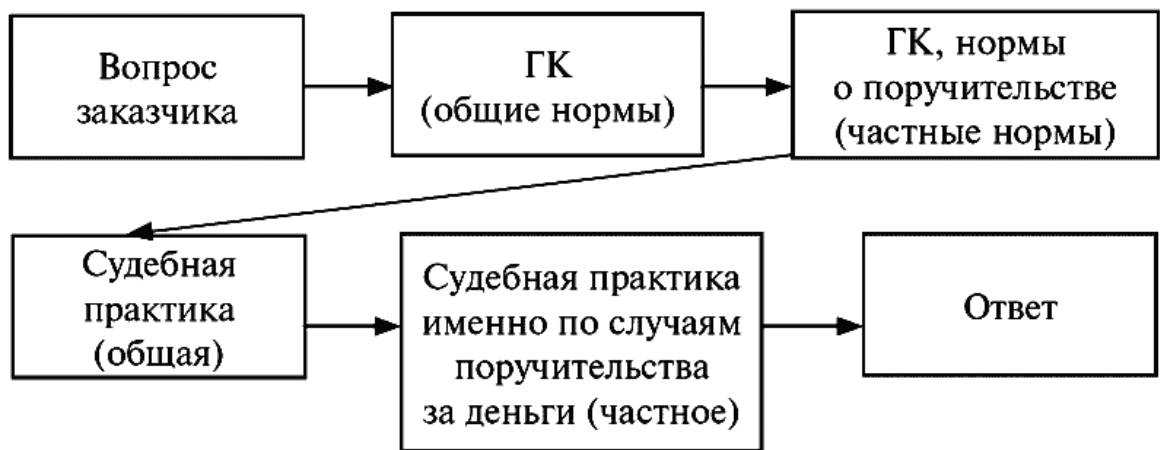 Вопрос
заказчика
ГК
(общие нормы)
ГК, нормы
о поручительстве
(частные нормы)
Судебная
практика
(общая)
Судебная практика
именно по случаям
поручительства
за деньги (частное)
Ответ